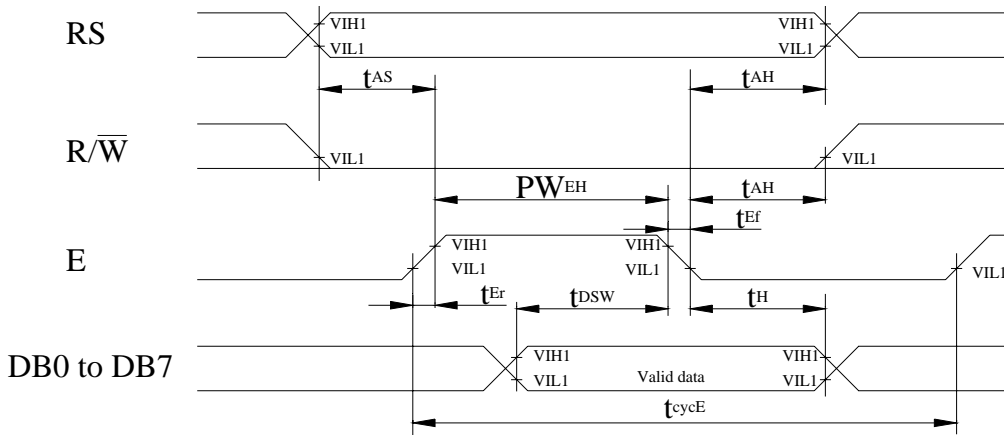 RS VIH1 VIH1
VIL1 VIL1
tAS tAH
R/W̅ VIL1 VIL1
PWEH tAH
tEf
E VIH1 VIH1
VIL1 VIL1 VIL1
tEr tDSW tH
DB0 to DB7 VIH1 VIH1
VIL1 Valid data VIL1
tcycE